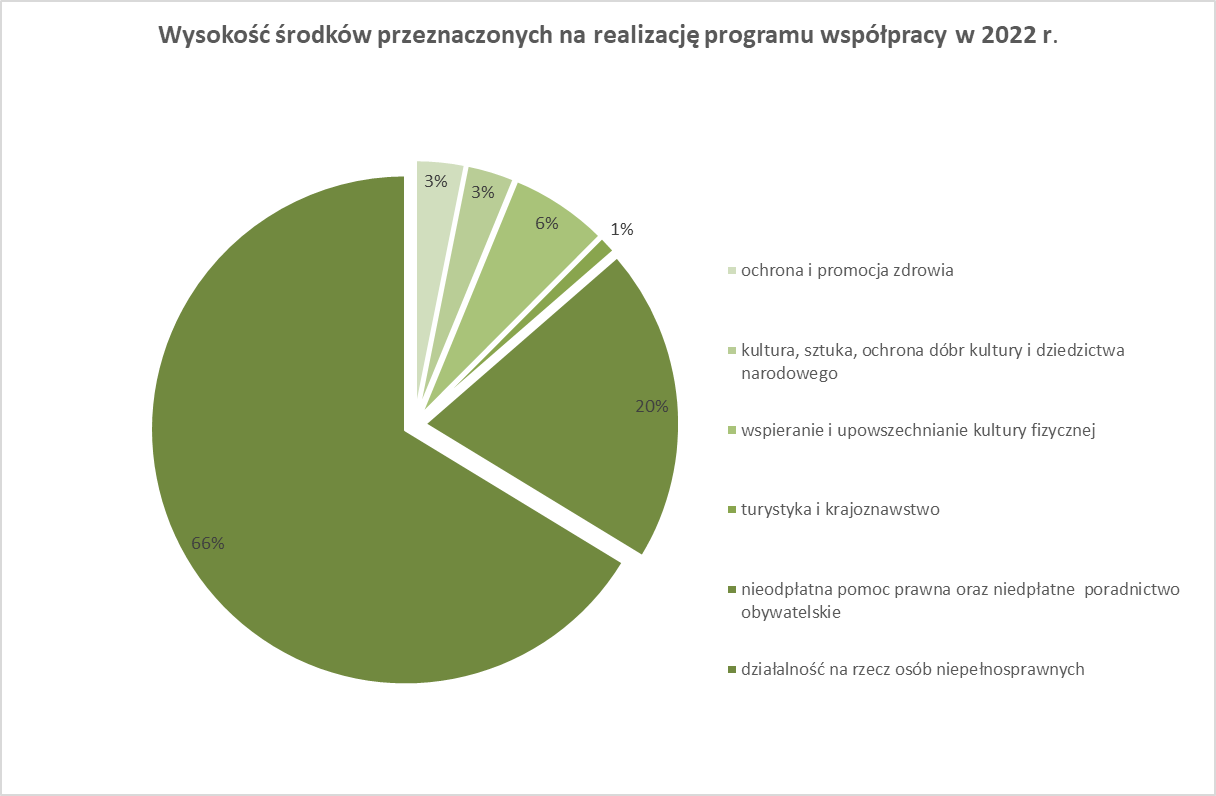 Wysokość środków przeznaczonych na realizację programu współpracy w 2022 r.
3%
3%
6%
1%
20%
66%
ochrona i promocja zdrowia
kultura, sztuka, ochrona dóbr kultury i dziedzictwa
narodowego
wspieranie i upowszechnianie kultury fizycznej
turystyka i krajoznawstwo
nieodpłatna pomoc prawna oraz niedpłatne poradnictwo
obywatelskie
działalność na rzecz osób niepełnosprawnych